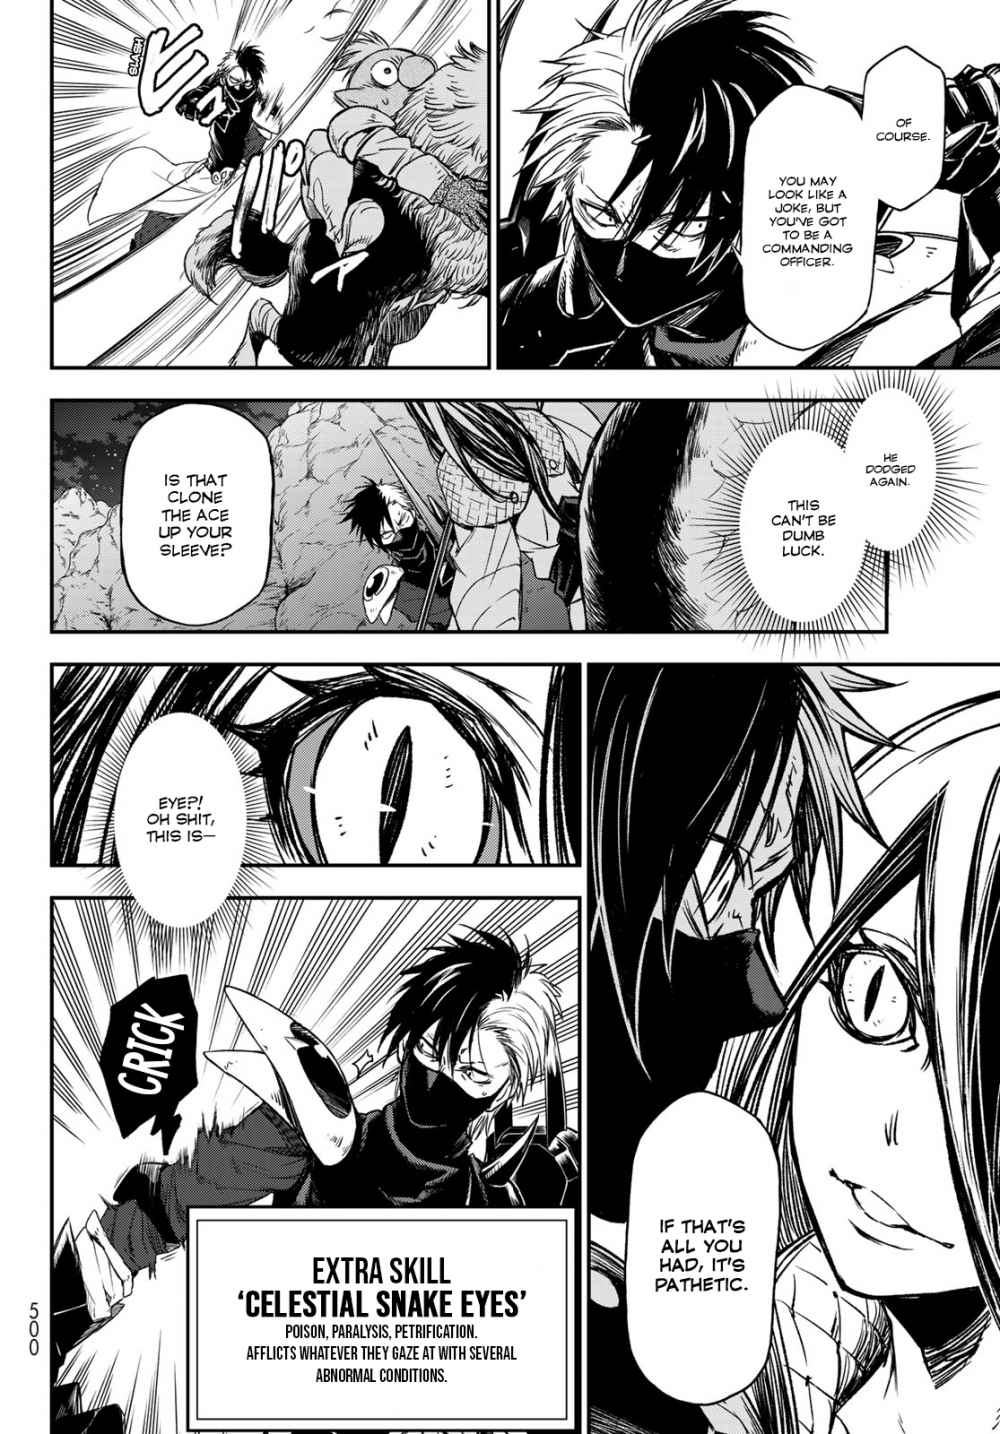 OF
COURSE.
YOU MAY
LOOK LIKE A
JOKE, BUT
YOU'VE GOT
TO BE A
COMMANDING
OFFICER.
SLASH
ビュ
HE
DODGED
AGAIN.
THIS
CAN'T BE
DUMB
LUCK.
IS THAT
CLONE
THE ACE
UP YOUR
SLEEVE?
IF THAT'S
ALL YOU
HAD, IT'S
PATHETIC.
EYE?!
OH SHIT,
THIS IS—
CRICK
EXTRA SKILL
'CELESTIAL SNAKE EYES'
POISON, PARALYSIS, PETRIFICATION.
AFFLICTS WHATEVER THEY GAZE AT WITH SEVERAL
ABNORMAL CONDITIONS.
500